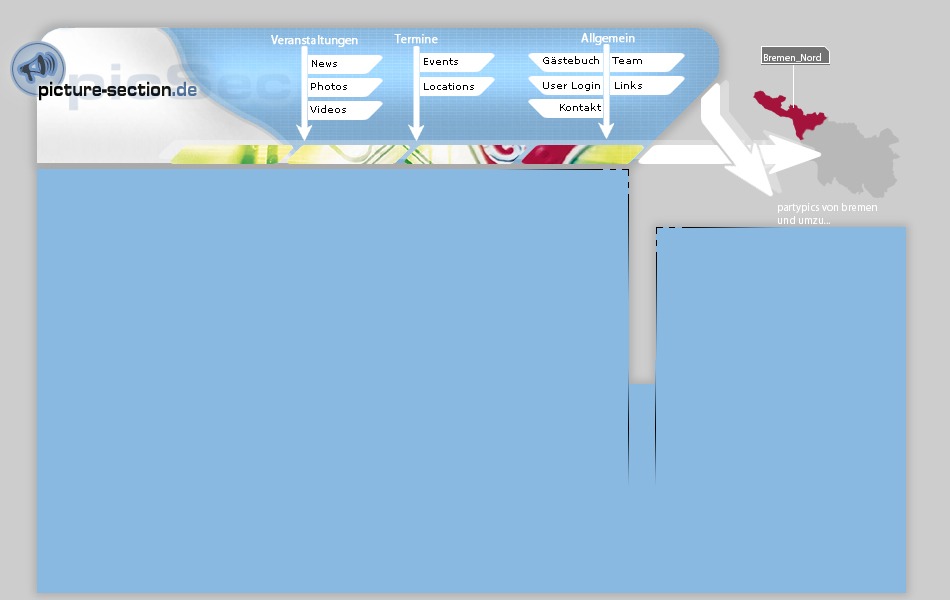 Veranstaltungen
Termine
Allgemein
News
Photos
Videos
Events
Locations
Gästebuch
Team
User Login
Links
Kontakt
picSec
picture-section.de
Bremen_Nord
partypics von bremen
und umzu...